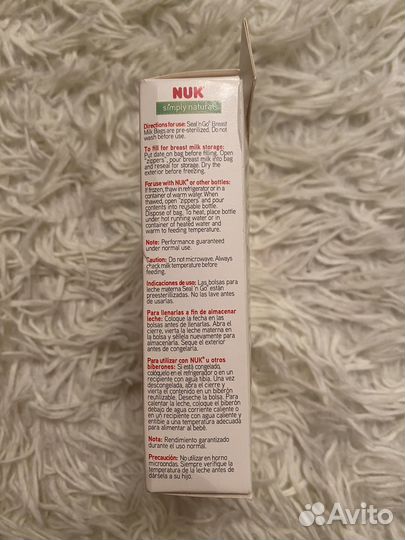 NUK
simply natural
Directions for use: Seal'n Go® Breast
Milk Bags are pre-sterilized. Do not
wash before use.
To fill for breast milk storage:
Put date on bag before filling. Open
"zippers", pour breast milk into bag
and reseal for storage. Dry the
exterior before freezing.
For use with NUK® or other bottles:
If frozen, thaw in refrigerator or in a
container of warm water. When
thawed, open "zippers" and pour
contents into reusable bottle.
Dispose of bag. To heat, place bottle
under hot running water or in
container of heated water and
warm to feeding temperature.
Note: Performance guaranteed
under normal use.
Caution: Do not microwave. Always
check milk temperature before
feeding.
Indicaciones de uso: Las bolsas para
leche materna Seal 'n Go® están
preesterilizadas. No las lave antes
de usarlas.
Para llenarlas a fin de almacenar
leche: Coloque la fecha en las
bolsas antes de llenarlas. Abra el
cierre, vierta la leche materna en
la bolsa y séllela nuevamente para
almacenarla. Seque el exterior
antes de congelarla.
Para utilizar con NUK® u otros
biberones: Si está congelado,
colóquelo en el refrigerador o en un
recipiente con agua tibia. Una vez
descongelado, abra el cierre y
vierta el contenido en un biberón
reutilizable. Deseche la bolsa. Para
calentar la leche, coloque el biberón
debajo de agua corriente caliente o
en un recipiente con agua caliente y
entibie a una temperatura adecuada
para alimentar al bebé.
Nota: Rendimiento garantizado
durante el uso normal.
Precaución: No utilizar en horno
microondas. Siempre verifique la
temperatura de la leche antes de
dársela a su hijo.
Avito